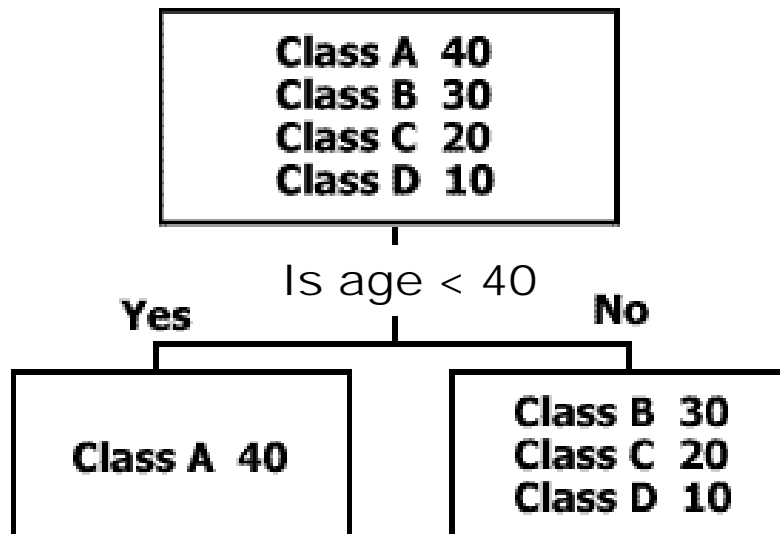 Class A 40
Class B 30
Class C 20
Class D 10
Is age < 40
Yes
No
Class A 40
Class B 30
Class C 20
Class D 10